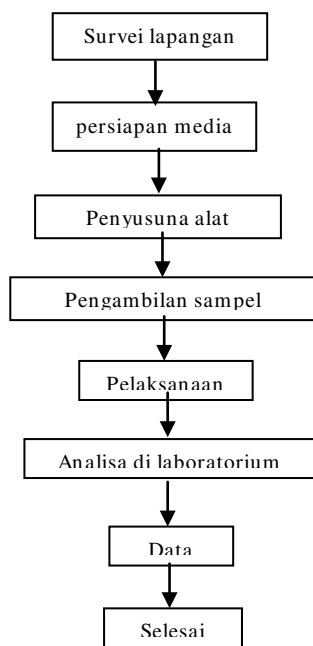 Survei lapangan
persiapan media
Penyusuna alat
Pengambilan sampel
Pelaksanaan
Analisa di laboratorium
Data
Selesai